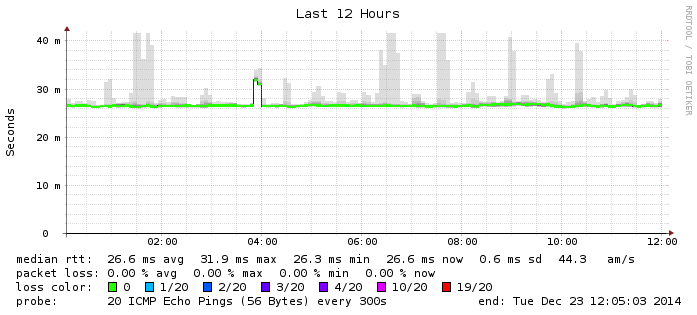 Last 12 Hours
RRDTOOL / TOBI OETIKER
Seconds
40 m
30 m
20 m
10 m
0
02:00 04:00 06:00 08:00 10:00 12:00
median rtt: 26.6 ms avg 31.9 ms max 26.3 ms min 26.6 ms now 0.6 ms sd 44.3 am/s
packet loss: 0.00 % avg 0.00 % max 0.00 % min 0.00 % now
loss color: 0 1/20 2/20 3/20 4/20 10/20 19/20
probe: 20 ICMP Echo Pings (56 Bytes) every 300s end: Tue Dec 23 12:05:03 2014